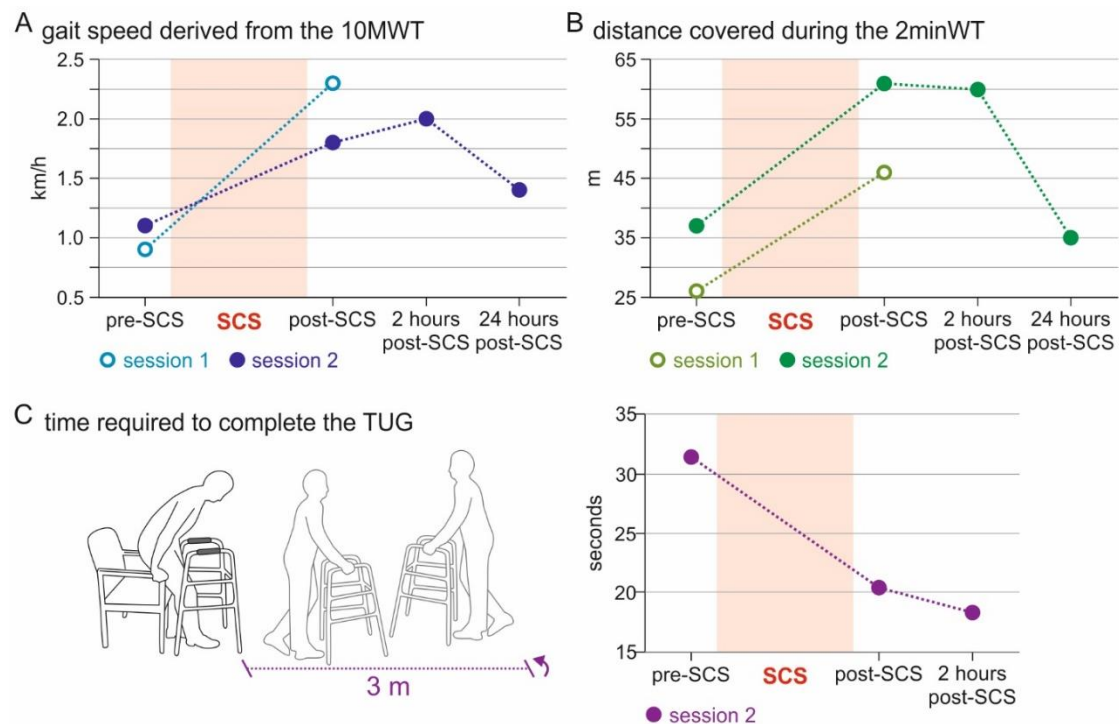 A gait speed derived from the 10MWT
2.5
2.0
1.5
1.0
0.5
km/h
pre-SCS
SCS
post-SCS
2 hours
post-SCS
24 hours
post-SCS
session 1
session 2
B distance covered during the 2minWT
65
55
45
35
25
m
pre-SCS
SCS
post-SCS
2 hours
post-SCS
24 hours
post-SCS
session 1
session 2
C time required to complete the TUG
3 m
35
30
25
20
15
seconds
pre-SCS
SCS
post-SCS
2 hours
post-SCS
session 2